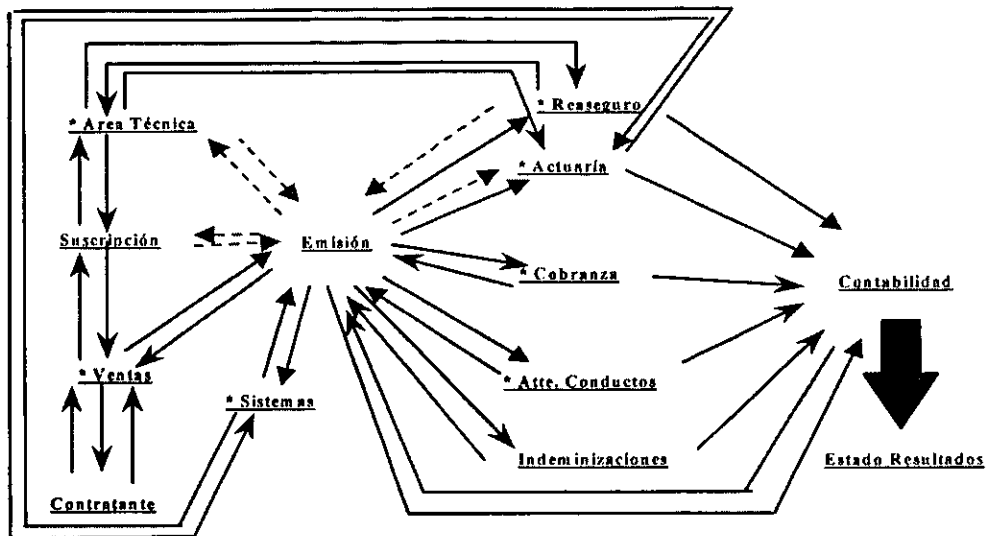 * Reaseguro
* Area Técnica
* Actuaría
Suscripción
Emisión
* Cobranza
Contabilidad
* Ventas
* Atte. Conductos
* Sistemas
Indeminizaciones
Estado Resultados
Contratante